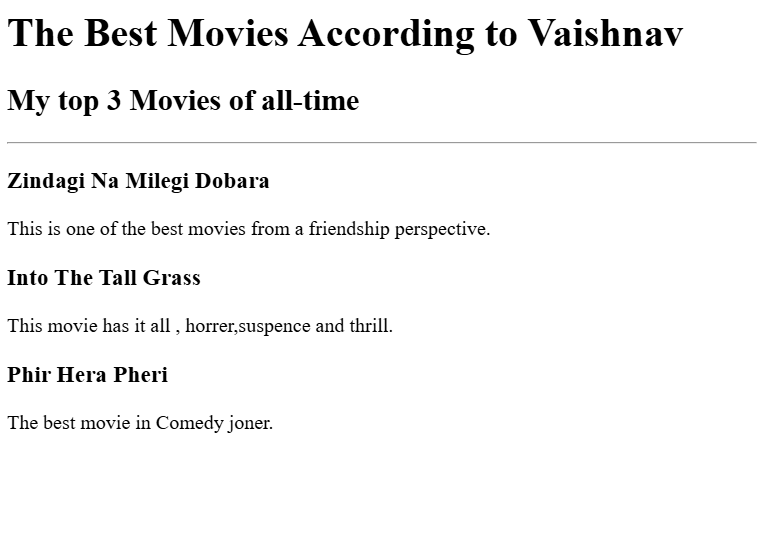 The Best Movies According to Vaishnav
My top 3 Movies of all-time
Zindagi Na Milegi Dobara
This is one of the best movies from a friendship perspective.
Into The Tall Grass
This movie has it all , horrer,suspence and thrill.
Phir Hera Pheri
The best movie in Comedy joner.